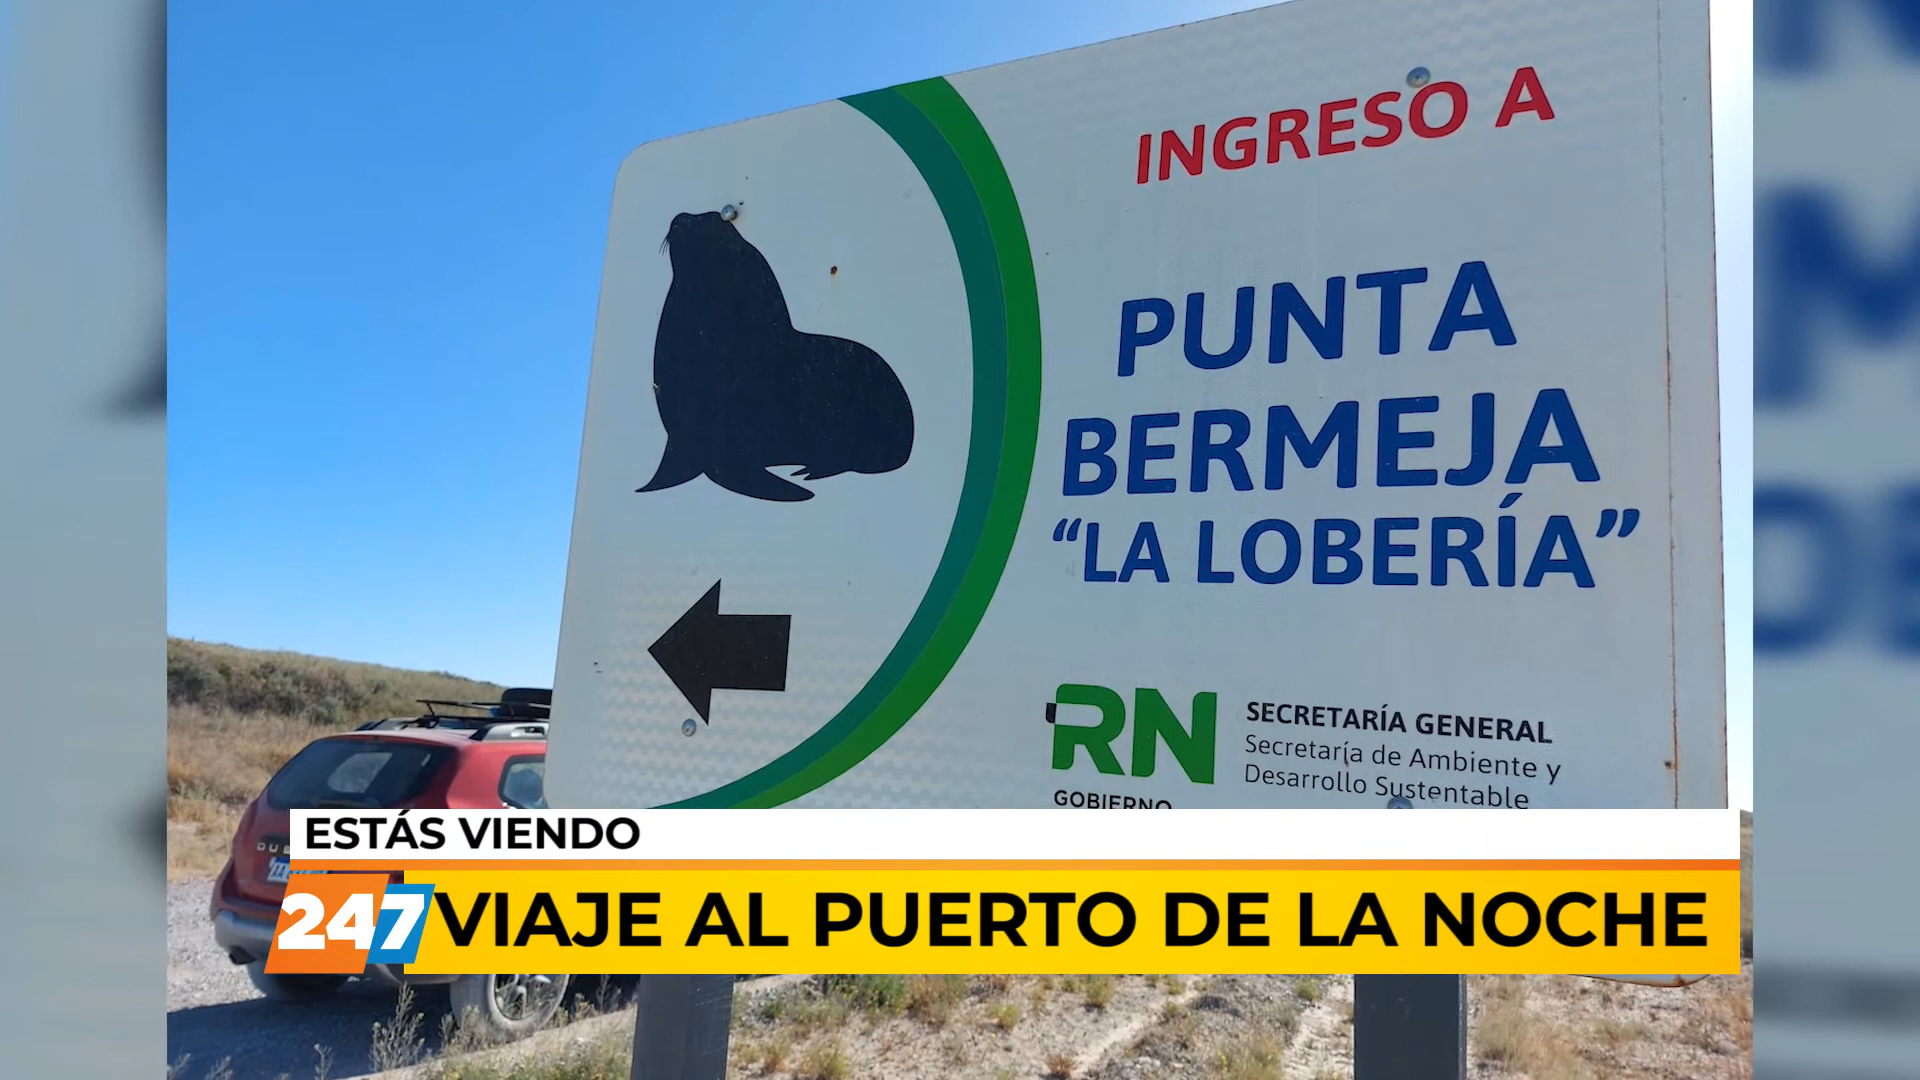 INGRESO A
PUNTA
BERMEJA
“LA LOBERÍA”
RN
SECRETARÍA GENERAL
Secretaría de Ambiente y
Desarrollo Sustentable
GOBIERNO
ESTÁS VIENDO
247
VIAJE AL PUERTO DE LA NOCHE